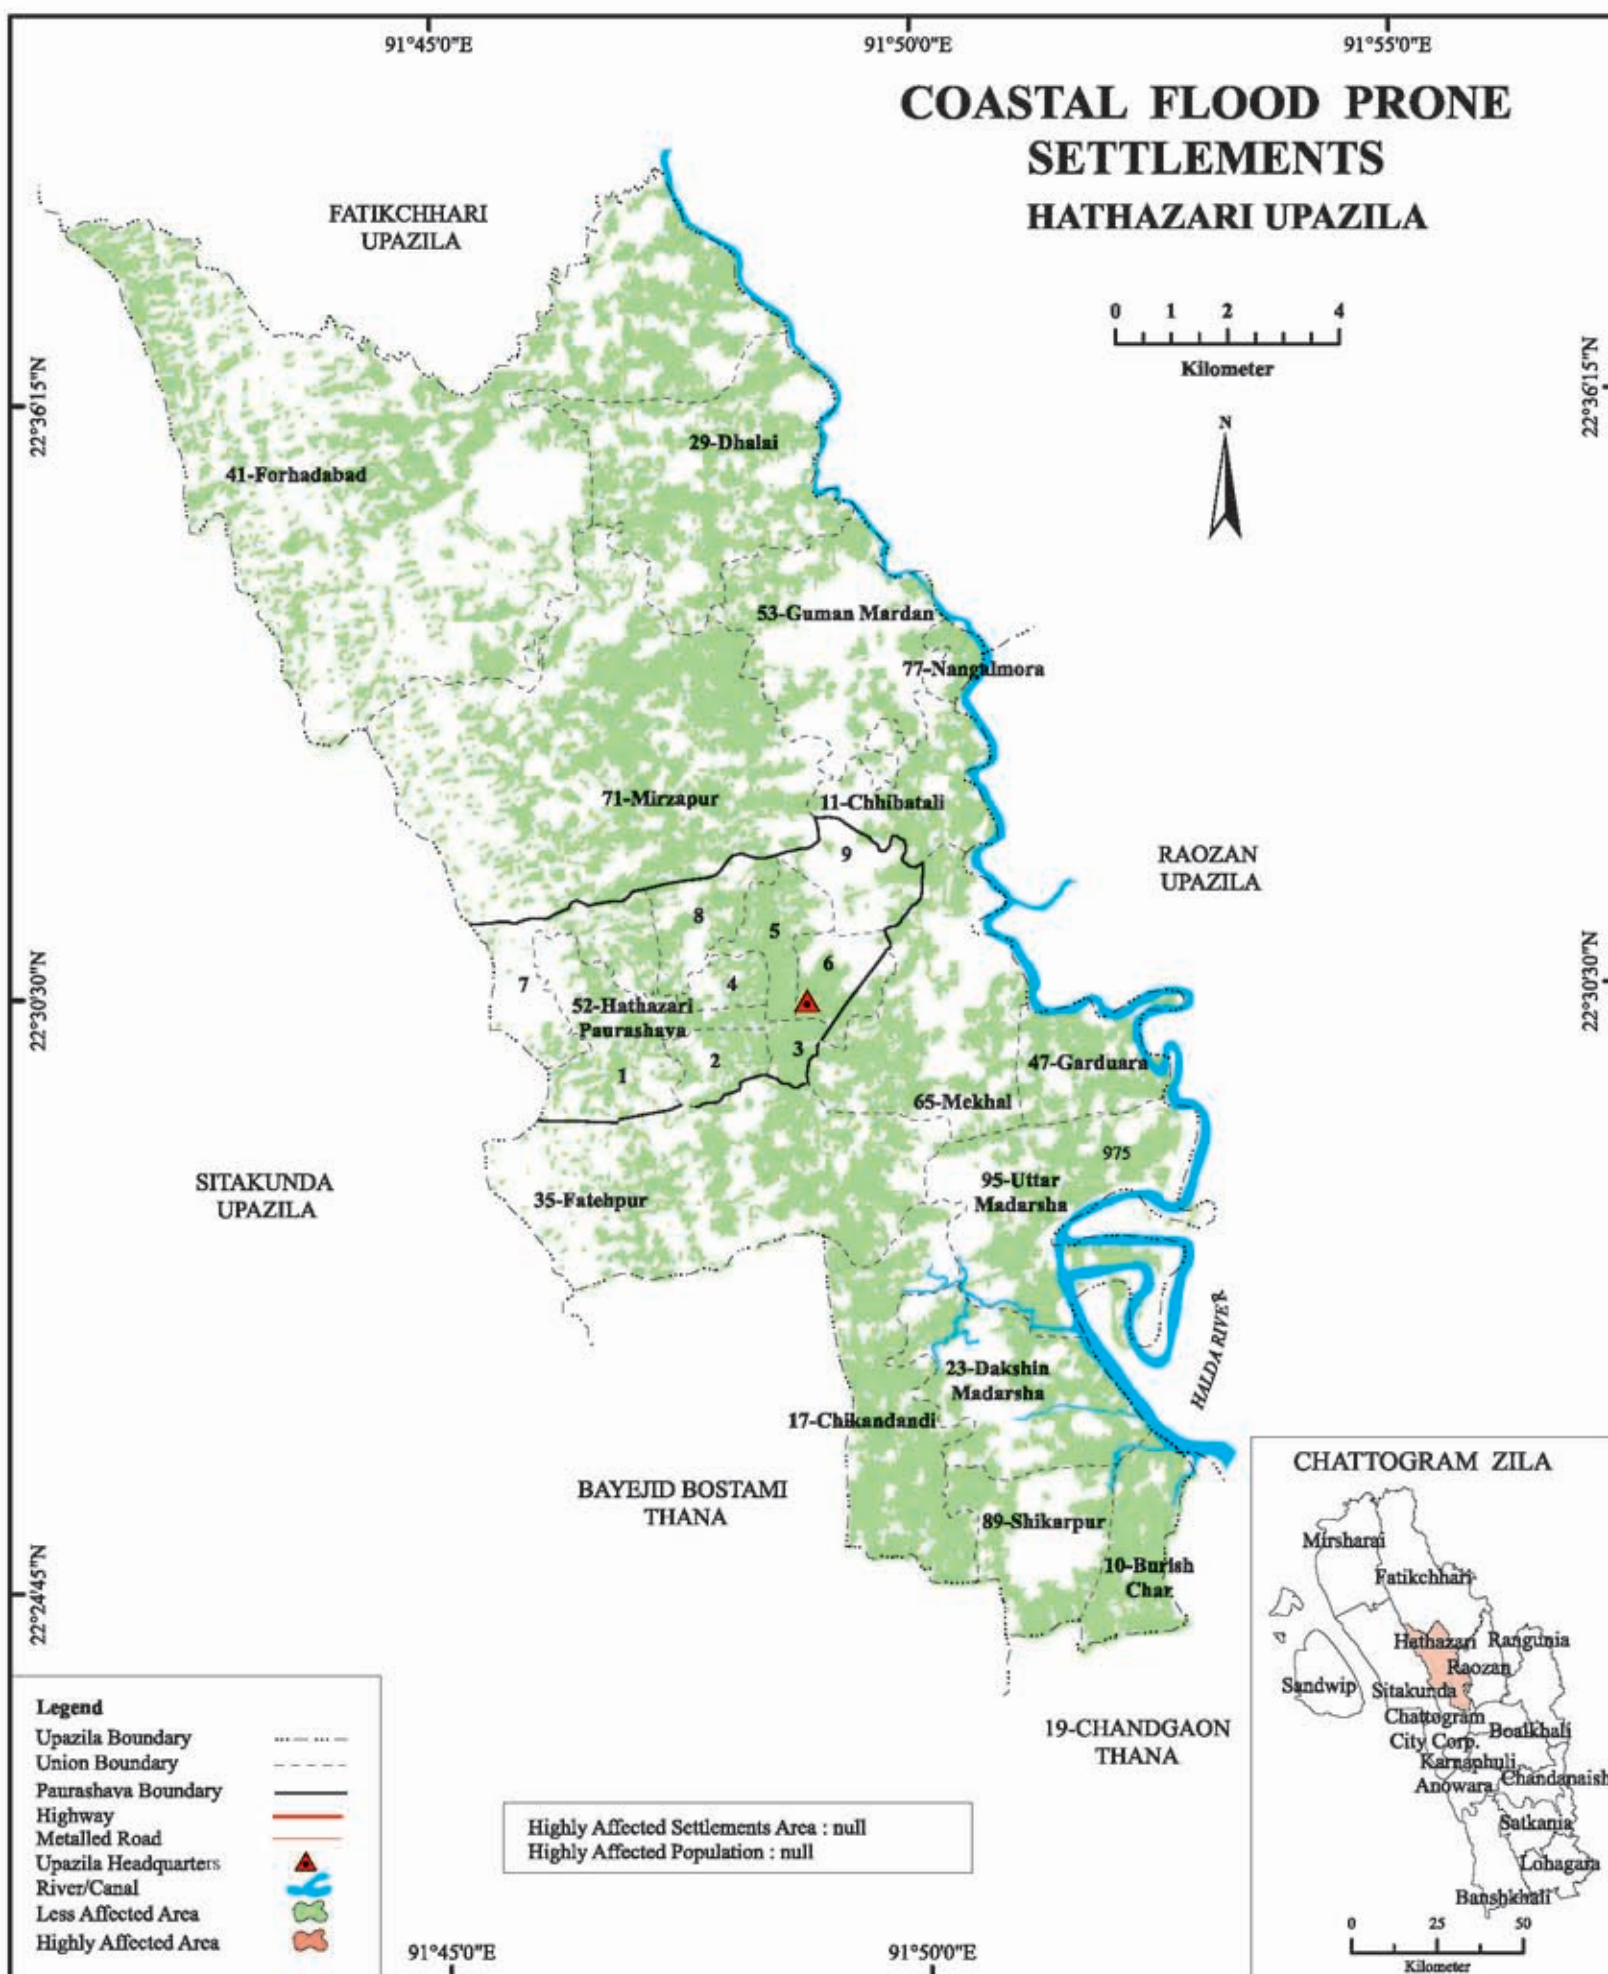 91°45'0"E
91°50'0"E
91°55'0"E
COASTAL FLOOD PRONE
SETTLEMENTS
HATHAZARI UPAZILA
FATIKCHHARI
UPAZILA
0 1 2 4
Kilometer
22°36'15"N
22°36'15"N
N
29-Dhalai
41-Forhadabad
53-Guman Mardan
77-Nangalmora
71-Mirzapur
11-Chhibatali
9
RAOZAN
UPAZILA
8
5
6
7
4
52-Hathazari
Paurashava
22°30'30"N
22°30'30"N
3
2
1
47-Garduara
65-Mekhal
975
95-Uttar
Madarsha
SITAKUNDA
UPAZILA
35-Fatehpur
HALDA RIVER
23-Dakshin
Madarsha
17-Chikandandi
BAYEJID BOSTAMI
THANA
89-Shikarpur
10-Burish
Char
22°24'45"N
19-CHANDGAON
THANA
CHATTOGRAM ZILA
Mirsharai
Fatikchhari
Hathazari
Rangunia
Raozan
Sandwip
Sitakunda
Chattogram
City Corp.
Boalkhali
Karnaphuli
Anowara
Chandanaish
Satkania
Lohagara
Banshkhali
0 25 50
Kilometer
Legend
Upazila Boundary
Union Boundary
Paurashava Boundary
Highway
Metalled Road
Upazila Headquarters
River/Canal
Less Affected Area
Highly Affected Area
Highly Affected Settlements Area : null
Highly Affected Population : null
91°45'0"E
91°50'0"E